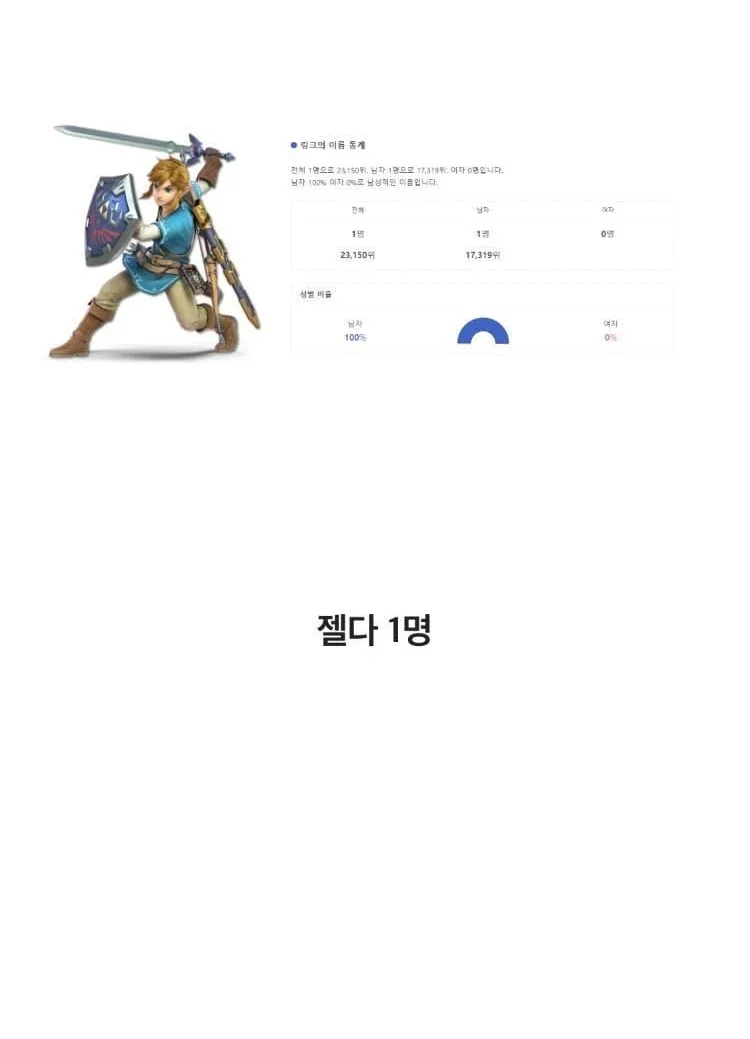 링크의 이름 통계
전체 1명으로 23,150위, 남자 1명으로 17,319위, 여자 0명입니다.
남자 100% 여자 0%로 남성적인 이름입니다.
전체 남자 여자
1명 1명 0명
23,150위 17,319위
성별 비율
남자 여자
100% 0%
젤다 1명